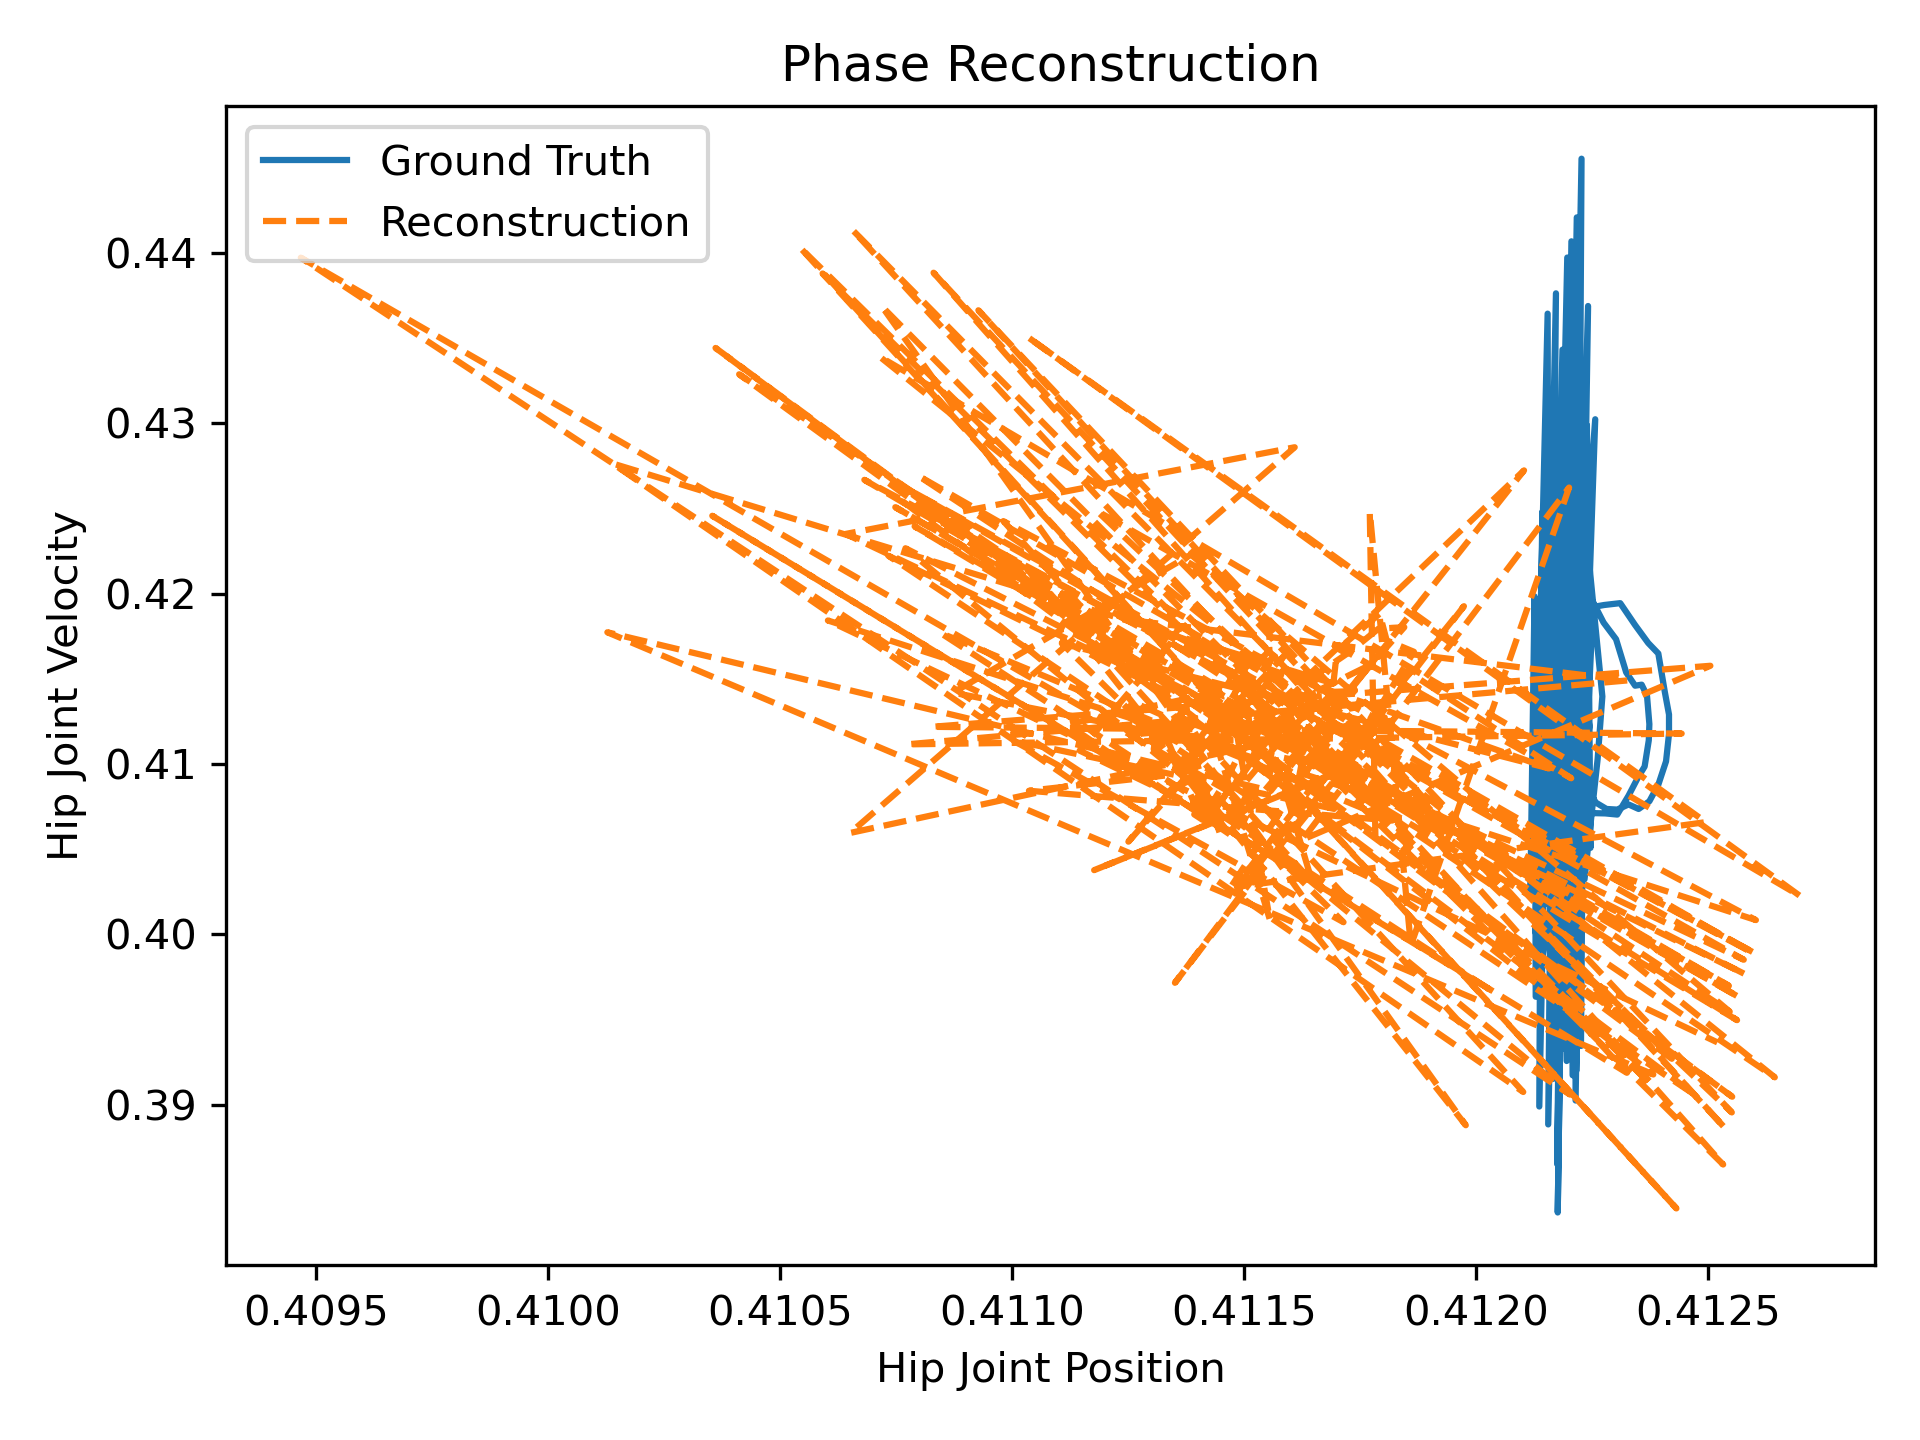 Phase Reconstruction
Ground Truth
Reconstruction
0.44
0.43
0.42
0.41
0.40
0.39
Hip Joint Velocity
0.4095 0.4100 0.4105 0.4110 0.4115 0.4120 0.4125
Hip Joint Position